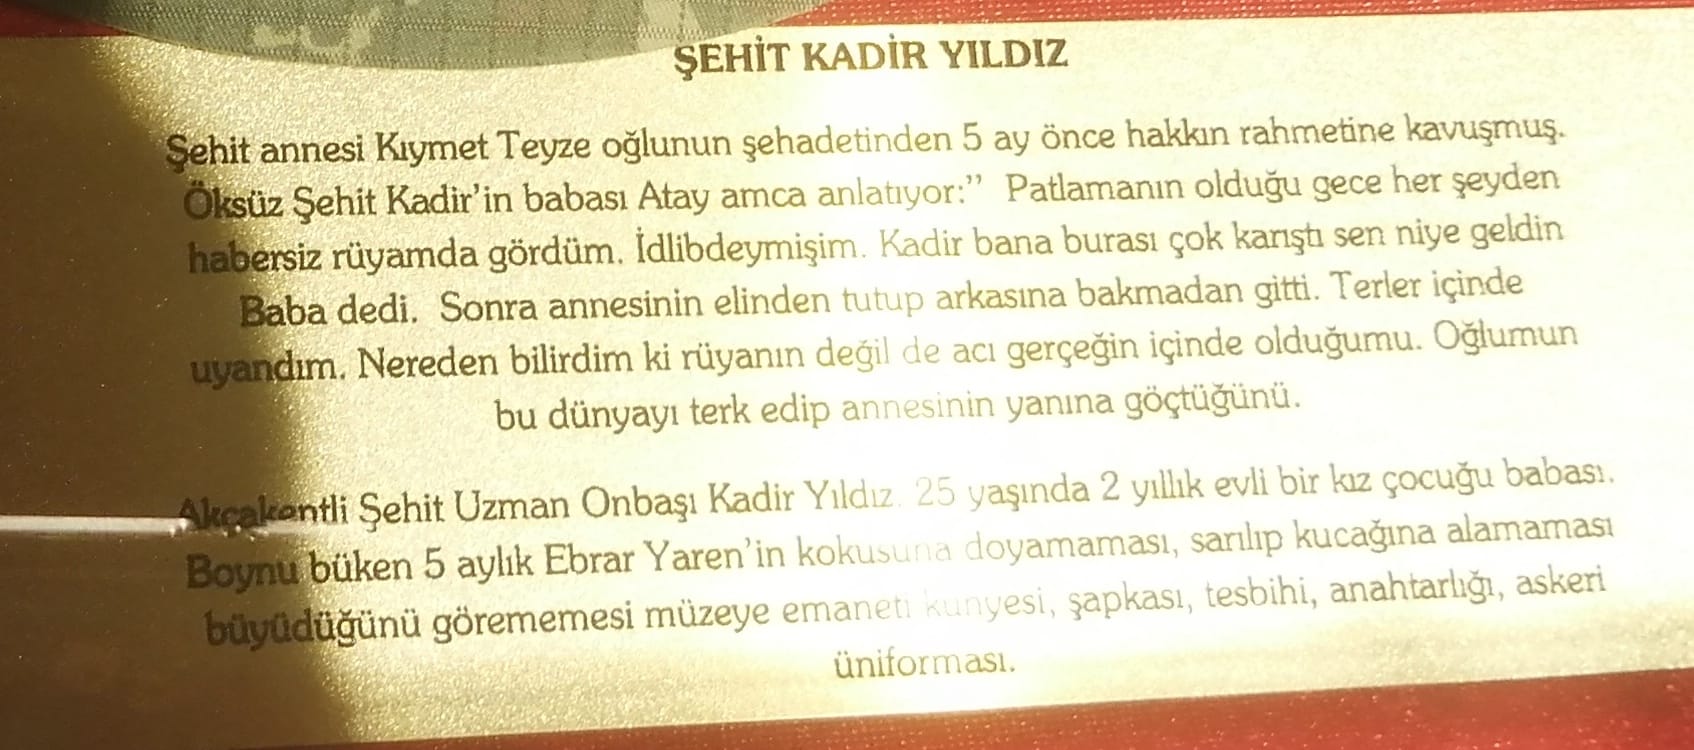 ŞEHİT KADİR YILDIZ
Şehit annesi Kıymet Teyze oğlunun şehadetinden 5 ay önce hakkın rahmetine kavuşmuş.
Öksüz Şehit Kadir'in babası Atay amca anlatıyor:” Patlamanın olduğu gece her şeyden
habersiz rüyamda gördüm. İdlibdeymişim. Kadir bana burası çok karıştı sen niye geldin
Baba dedi. Sonra annesinin elinden tutup arkasına bakmadan gitti. Terler içinde
uyandım. Nereden bilirdim ki rüyanın değil de acı gerçeğin içinde olduğumu. Oğlumun
bu dünyayı terk edip annesinin yanına göçtüğünü.
Akçakentli Şehit Uzman Onbaşı Kadir Yıldız. 25 yaşında 2 yıllık evli bir kız çocuğu babası.
Boynu büken 5 aylık Ebrar Yaren'in kokusuna doyamaması, sarılıp kucağına alamaması
büyüdüğünü görememesi müzeye emaneti künyesi, şapkası, tesbihi, anahtarlığı, askeri
üniforması.